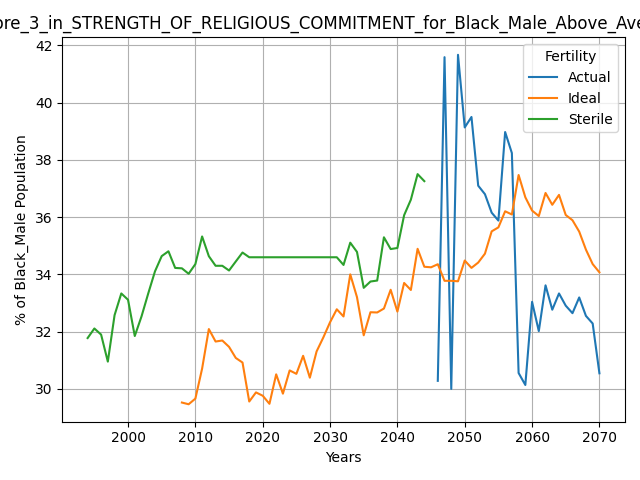 ore_3_in_STRENGTH_OF_RELIGIOUS_COMMITMENT_for_Black_Male_Above_Ave
Fertility
Actual
Ideal
Sterile
% of Black_Male Population
42
40
38
36
34
32
30
2000
2010
2020
2030
2040
2050
2060
2070
Years